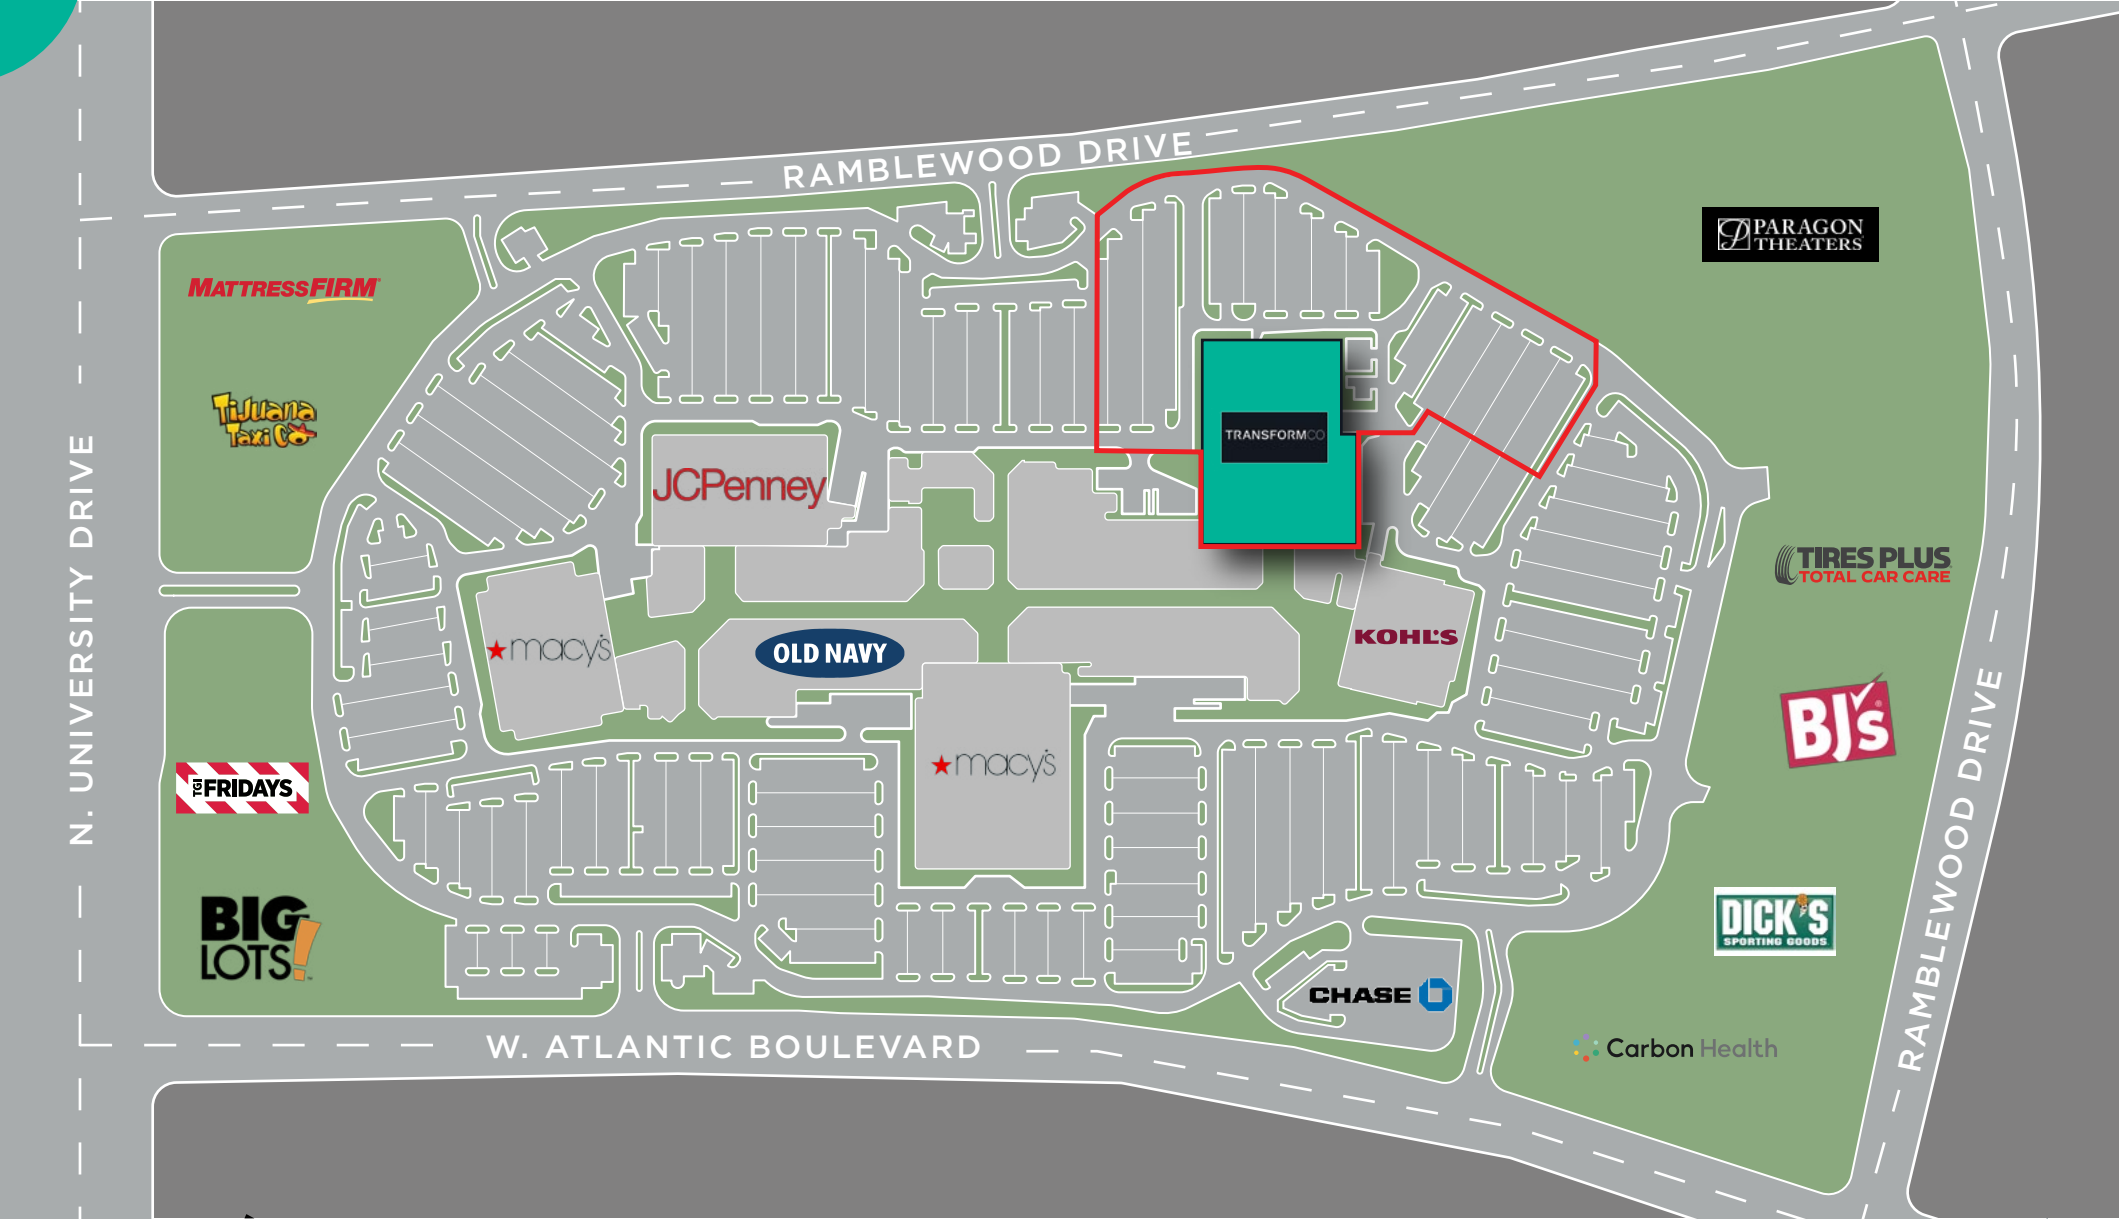 RAMBLEWOOD DRIVE
PARAGON
THEATERS
MATTRESSFIRM
TiJuana
Taxi Co
TRANSFORMCO
JCPenney
N. UNIVERSITY DRIVE
TIRES PLUS
TOTAL CAR CARE
macy's
OLD NAVY
KOHL'S
BJ's
macy's
TGI FRIDAYS
RAMBLEWOOD DRIVE
BIG
LOTS!
DICK'S
SPORTING GOODS
CHASE
W. ATLANTIC BOULEVARD
Carbon Health